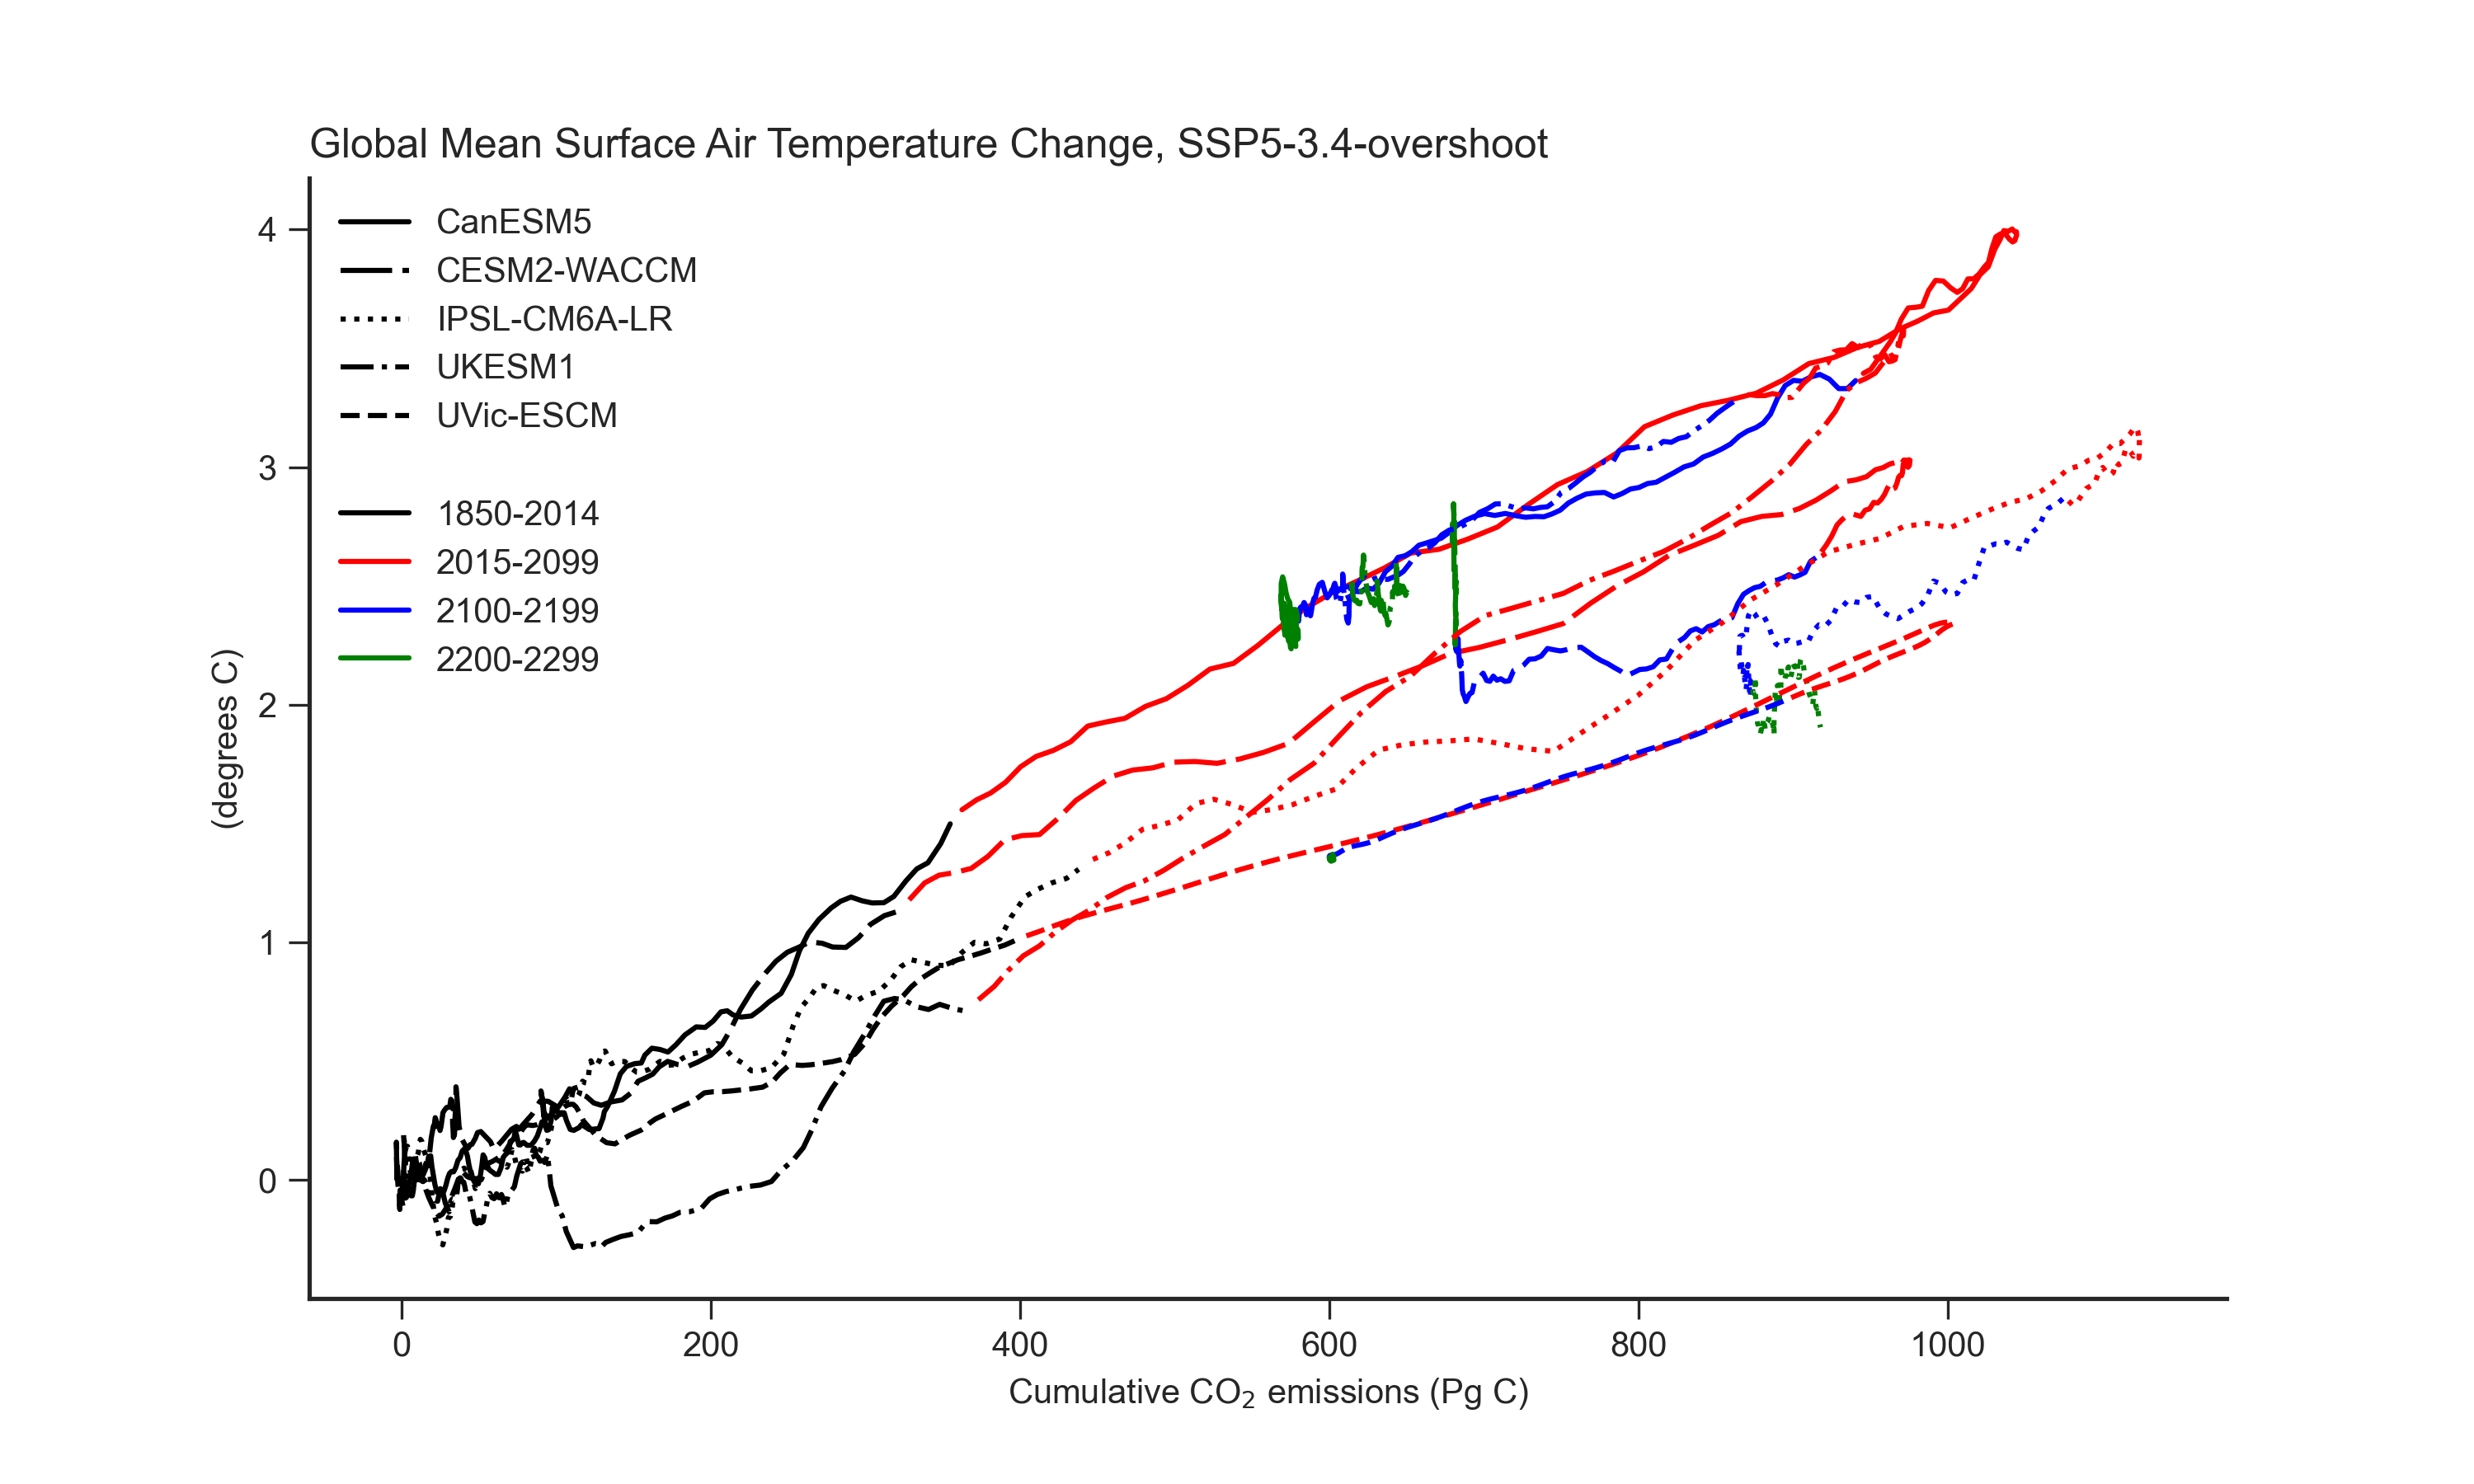 Global Mean Surface Air Temperature Change, SSP5-3.4-overshoot
CanESM5
CESM2-WACCM
IPSL-CM6A-LR
UKESM1
UVic-ESCM
1850-2014
2015-2099
2100-2199
2200-2299
4
3
2
1
0
(degrees C)
0 200 400 600 800 1000
Cumulative CO₂ emissions (Pg C)